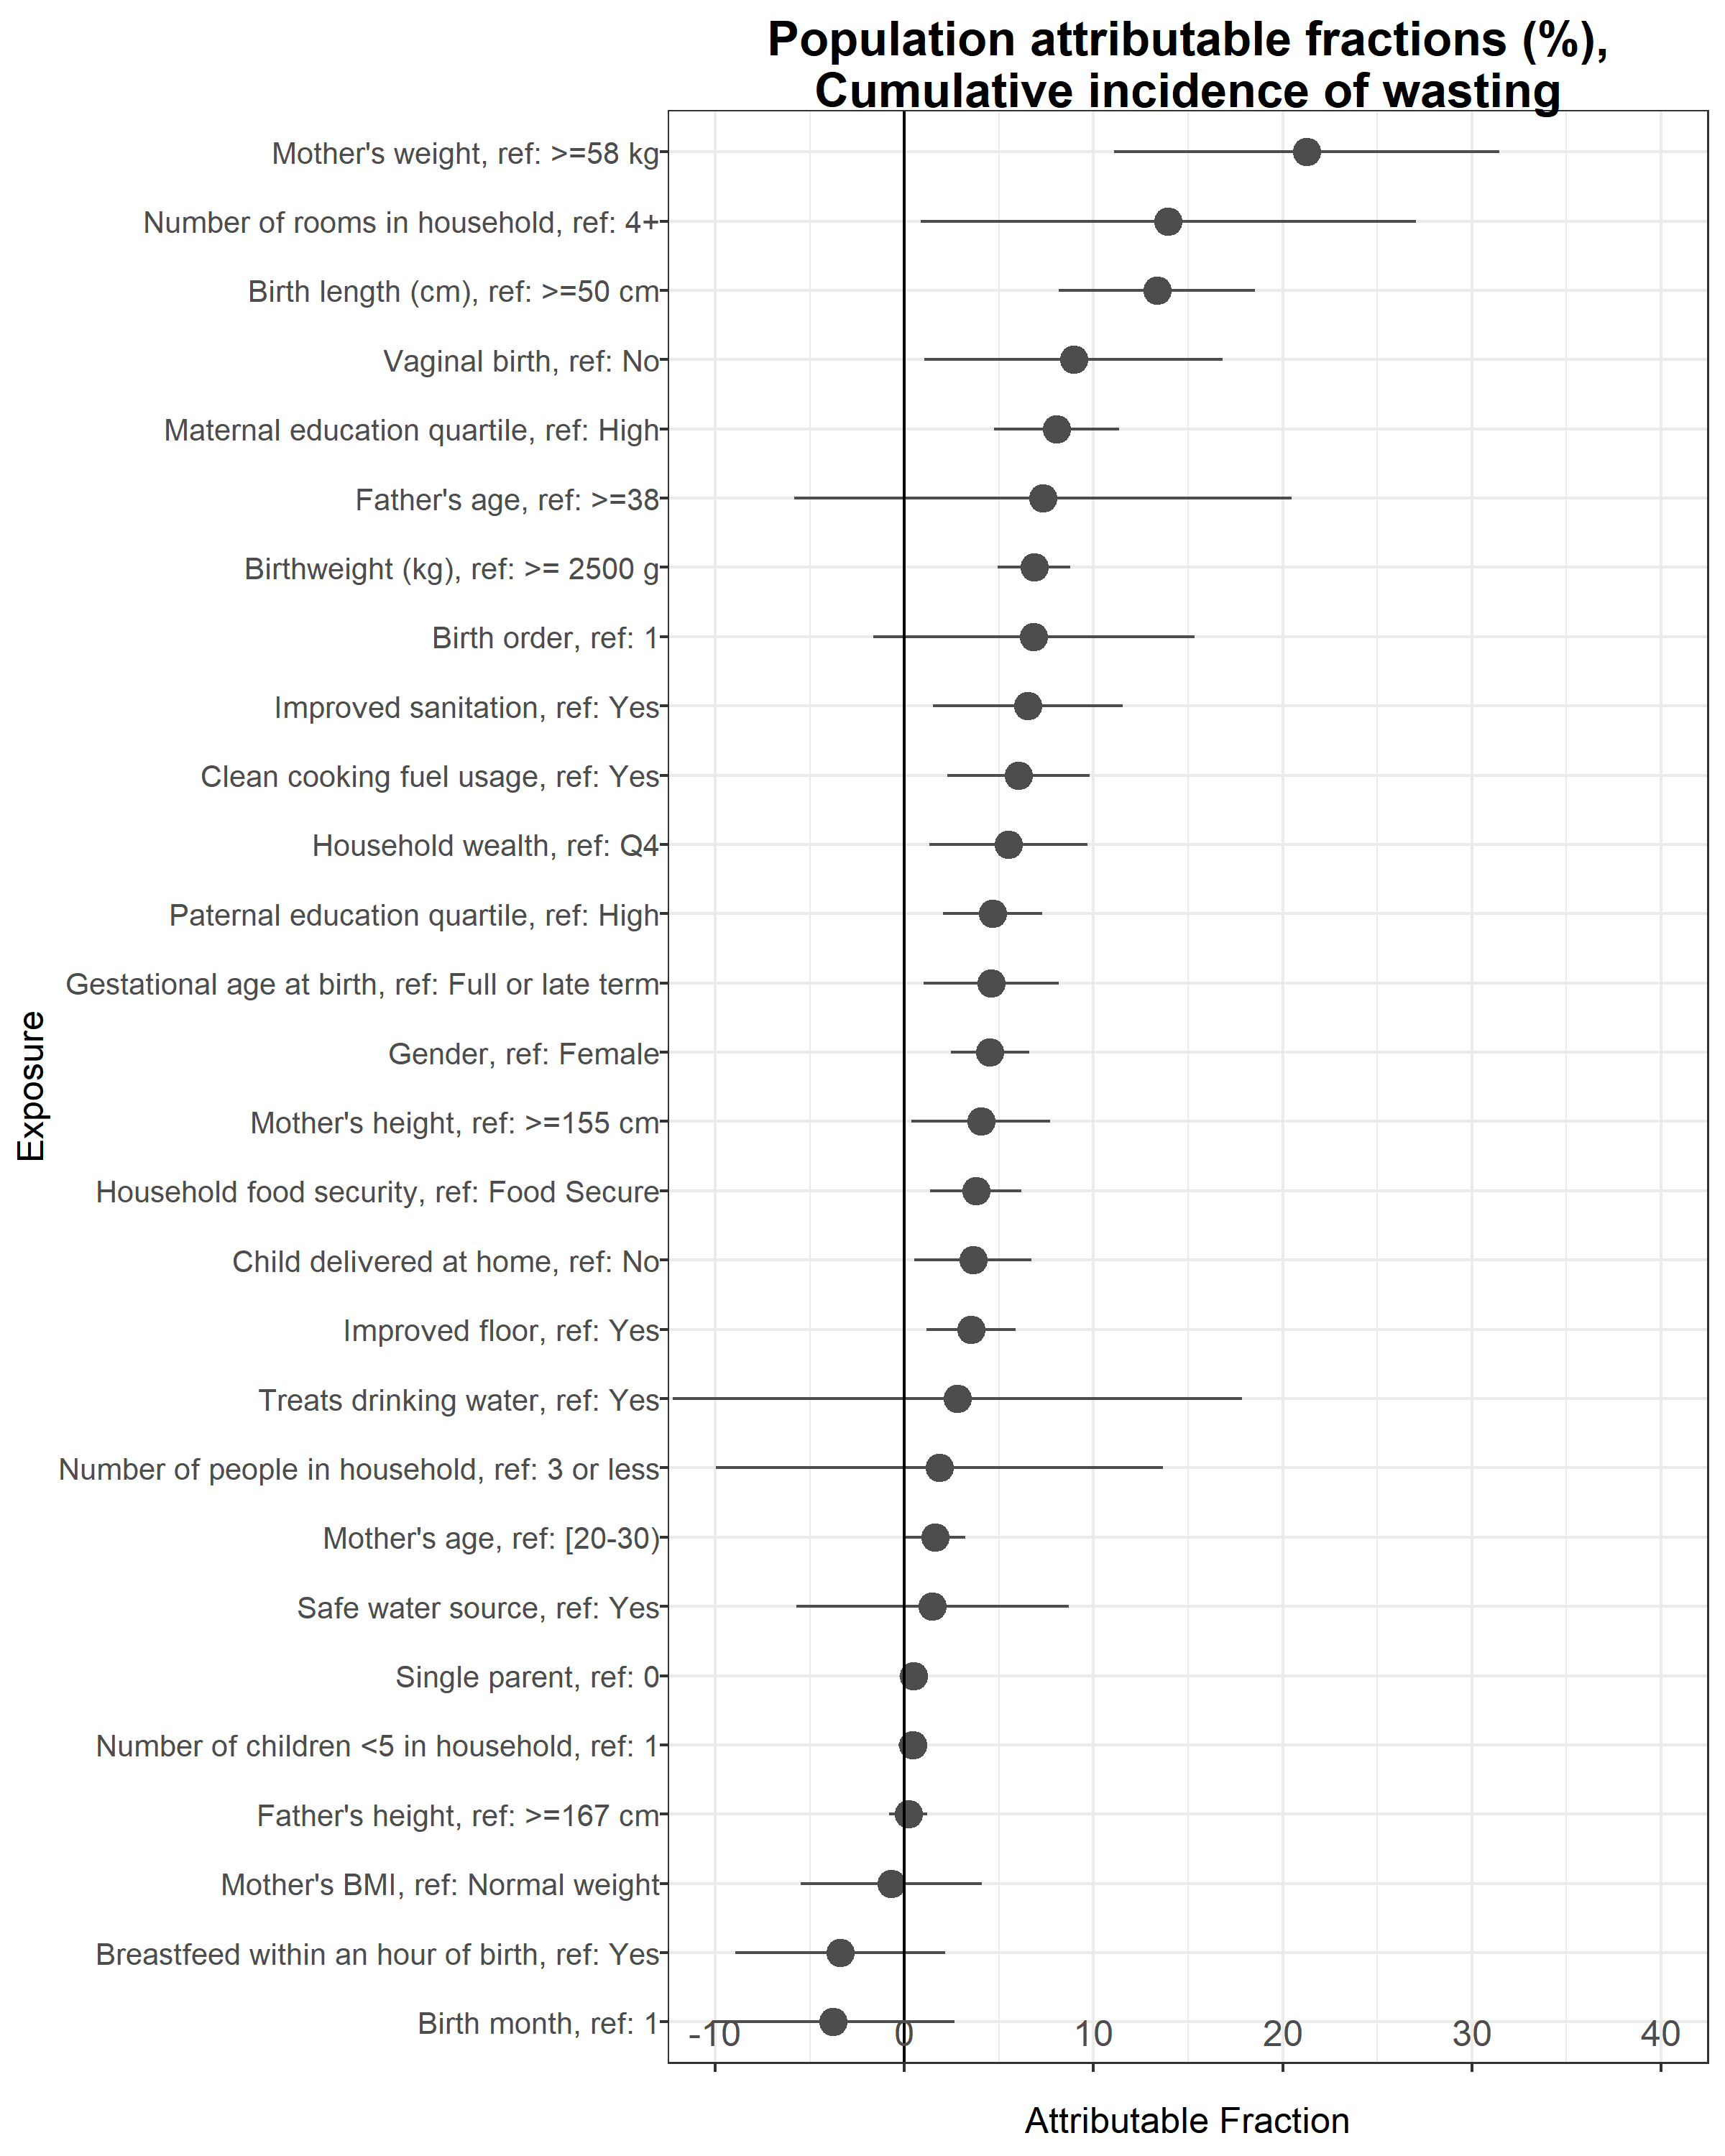 Population attributable fractions (%),
Cumulative incidence of wasting
Mother's weight, ref: >=58 kg
Number of rooms in household, ref: 4+
Birth length (cm), ref: >=50 cm
Vaginal birth, ref: No
Maternal education quartile, ref: High
Father's age, ref: >=38
Birthweight (kg), ref: >= 2500 g
Birth order, ref: 1
Improved sanitation, ref: Yes
Clean cooking fuel usage, ref: Yes
Household wealth, ref: Q4
Paternal education quartile, ref: High
Gestational age at birth, ref: Full or late term
Gender, ref: Female
Mother's height, ref: >=155 cm
Household food security, ref: Food Secure
Child delivered at home, ref: No
Improved floor, ref: Yes
Treats drinking water, ref: Yes
Number of people in household, ref: 3 or less
Mother's age, ref: [20-30)
Safe water source, ref: Yes
Single parent, ref: 0
Number of children <5 in household, ref: 1
Father's height, ref: >=167 cm
Mother's BMI, ref: Normal weight
Breastfeed within an hour of birth, ref: Yes
Birth month, ref: 1
Exposure
-10 0 10 20 30 40
Attributable Fraction